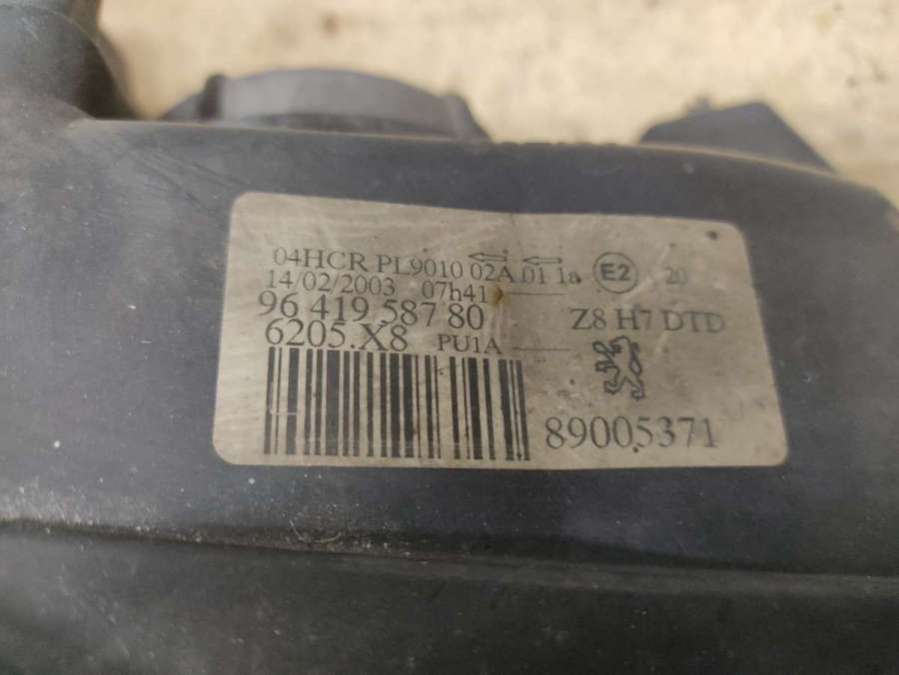 04HCR PL9010 02A 01 1a E2 20
14/02/2003 07h41
96 419 587 80 Z8 H7 DTD
6205.X8 PU1A
89005371